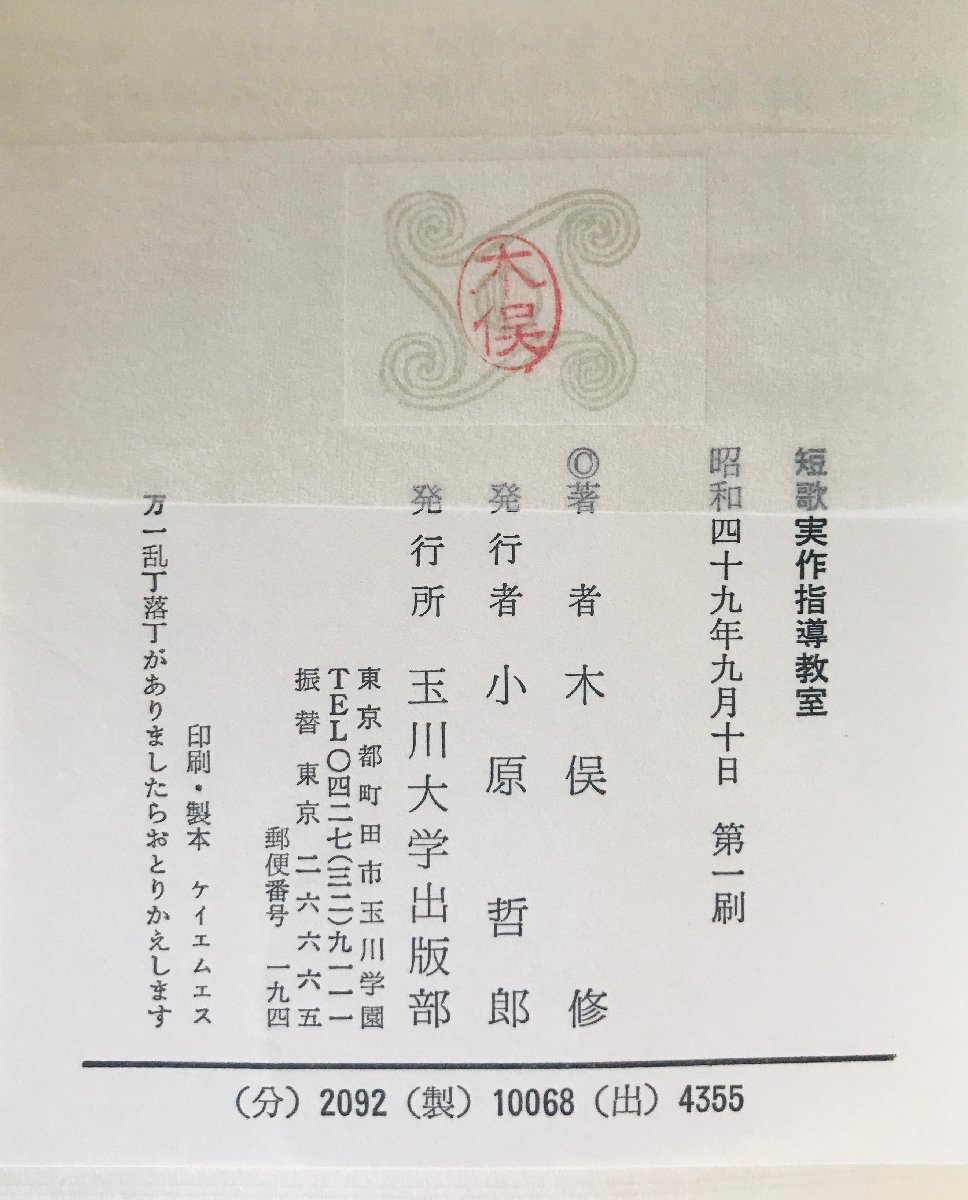 木俣
短歌実作指導教室
昭和四十九年九月十日　第一刷
©著　者　木俣　修
発行者　小原哲郎
発行所　玉川大学出版部
東京都町田市玉川学園
TEL〇四二七(三二)九一一一
振替東京　二六六六五
郵便番号　一九四
印刷・製本　ケイエムエス
万一乱丁落丁がありましたらおとりかえします
（分）2092（製）10068（出）4355